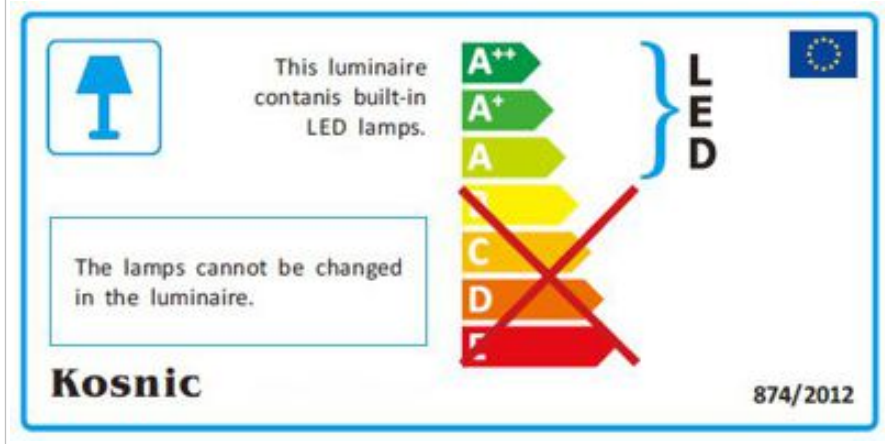 This luminaire
contanis built-in
LED lamps.
A++
A+
A
B
C
D
E
L
E
D
The lamps cannot be changed
in the luminaire.
Kosnic
874/2012